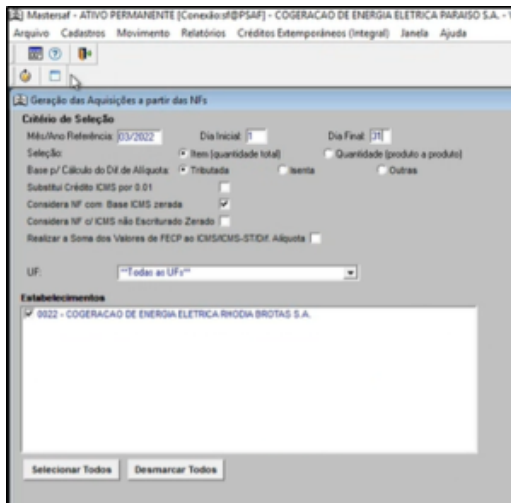 Mastersaf - ATIVO PERMANENTE [Conexão:sf@PSAF] - COGERACAO DE ENERGIA ELETRICA PARAISO S.A. -
Arquivo Cadastros Movimento Relatórios Créditos Extemporâneos (Integral) Janela Ajuda
Geração das Aquisições a partir das NFs
Critério de Seleção
Mês/Ano Referência: 03/2022 Dia Inicial: 1 Dia Final: 31
Seleção: Item (quantidade total) Quantidade (produto a produto)
Base p/ Cálculo do Dif. de Alíquota: Tributada Isenta Outras
Substitui Crédito ICMS por 0.01
Considera NF com Base ICMS zerada
Considera NF c/ ICMS não Escriturado Zerado
Realizar a Soma dos Valores de FECP ao ICMS/ICMS-ST/Dif. Alíquota
UF: **Todas as UFs**
Estabelecimentos
0022 - COGERACAO DE ENERGIA ELETRICA RHODIA BROTAS S.A.
Selecionar Todos Desmarcar Todos